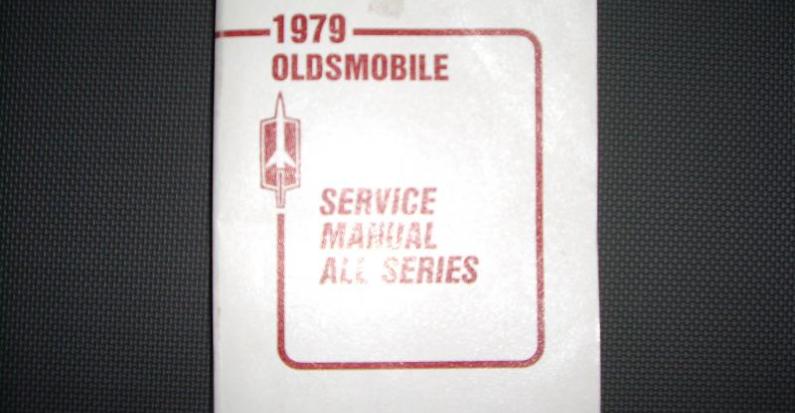 1979
OLDSMOBILE
SERVICE
MANUAL
ALL SERIES